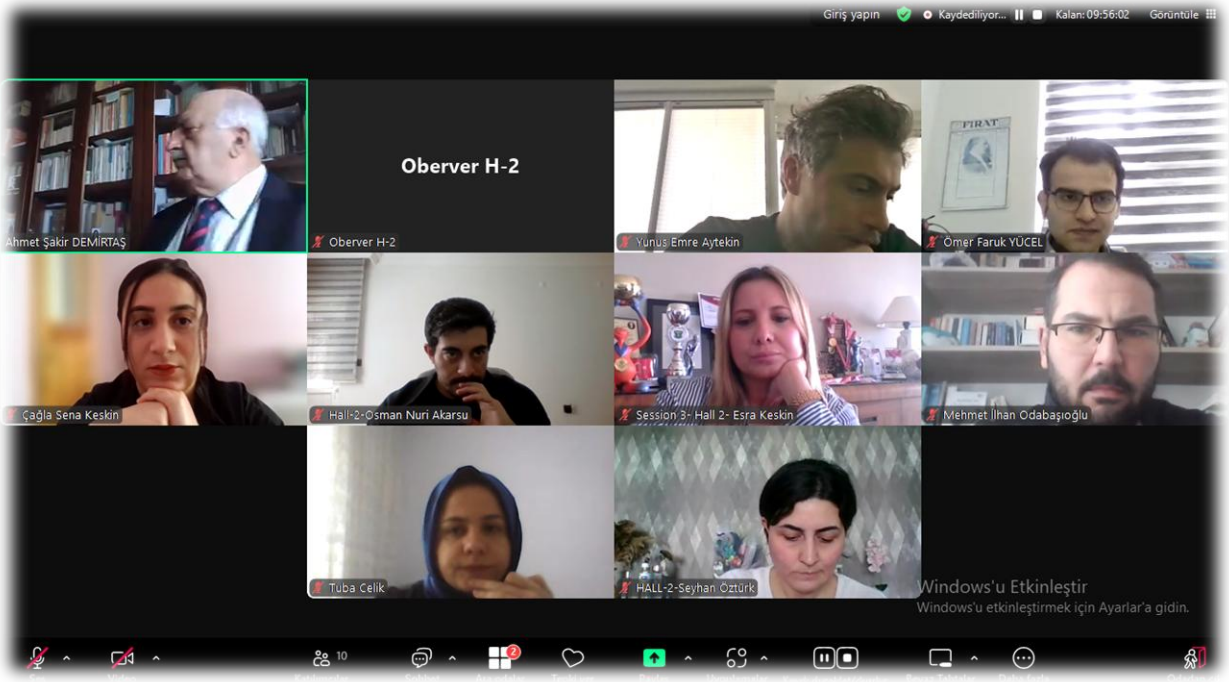 Giriş yapın
Kaydediliyor...
Kalan: 09:56:02
Görüntüle
Ahmet Şakir DEMİRTAŞ
Oberver H-2
Oberver H-2
Yunus Emre Aytekin
FIRAT
Ömer Faruk YÜCEL
Çağla Sena Keskin
Hall-2-Osman Nuri Akarsu
Session 3- Hall 2- Esra Keskin
Mehmet İlhan Odabaşıoğlu
Tuba Celik
HALL-2-Seyhan Öztürk
Windows'u Etkinleştir
Windows'u etkinleştirmek için Ayarlar'a gidin.
10
2